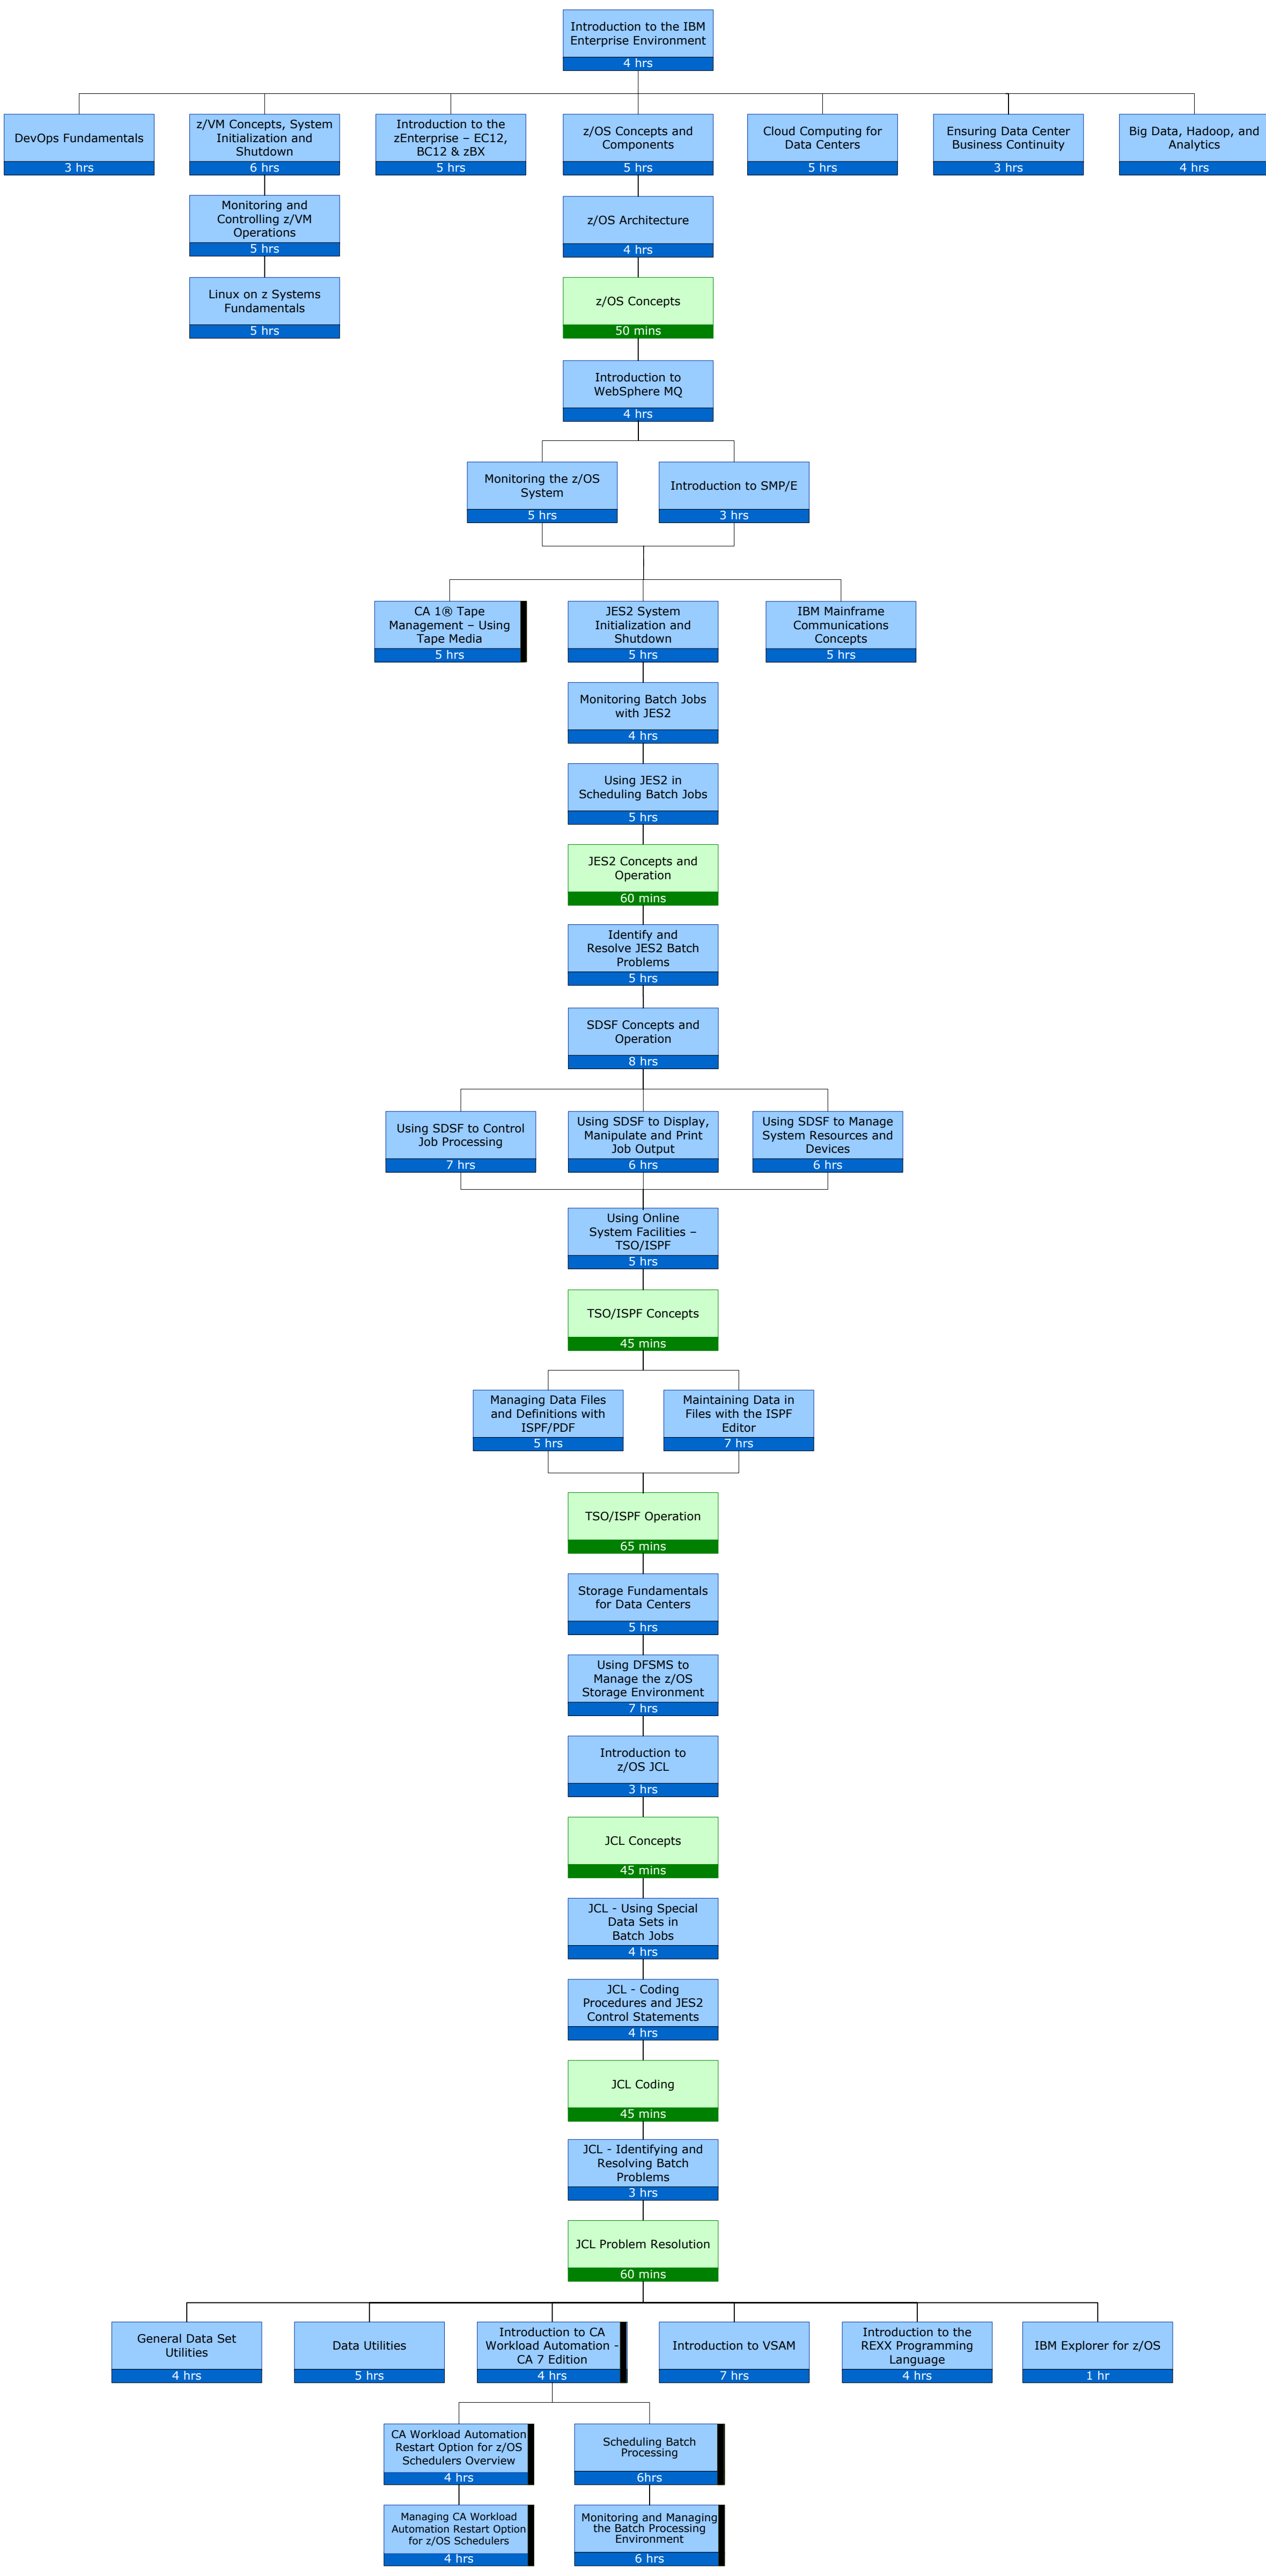 Introduction to the IBM
Enterprise Environment
4 hrs
DevOps Fundamentals
3 hrs
z/VM Concepts, System
Initialization and
Shutdown
6 hrs
Introduction to the
zEnterprise – EC12,
BC12 & zBX
5 hrs
z/OS Concepts and
Components
5 hrs
Cloud Computing for
Data Centers
5 hrs
Ensuring Data Center
Business Continuity
3 hrs
Big Data, Hadoop, and
Analytics
4 hrs
Monitoring and
Controlling z/VM
Operations
5 hrs
z/OS Architecture
4 hrs
Linux on z Systems
Fundamentals
5 hrs
z/OS Concepts
50 mins
Introduction to
WebSphere MQ
4 hrs
Monitoring the z/OS
System
5 hrs
Introduction to SMP/E
3 hrs
CA 1® Tape
Management – Using
Tape Media
5 hrs
JES2 System
Initialization and
Shutdown
5 hrs
IBM Mainframe
Communications
Concepts
5 hrs
Monitoring Batch Jobs
with JES2
4 hrs
Using JES2 in
Scheduling Batch Jobs
5 hrs
JES2 Concepts and
Operation
60 mins
Identify and
Resolve JES2 Batch
Problems
5 hrs
SDSF Concepts and
Operation
8 hrs
Using SDSF to Control
Job Processing
7 hrs
Using SDSF to Display,
Manipulate and Print
Job Output
6 hrs
Using SDSF to Manage
System Resources and
Devices
6 hrs
Using Online
System Facilities –
TSO/ISPF
5 hrs
TSO/ISPF Concepts
45 mins
Managing Data Files
and Definitions with
ISPF/PDF
5 hrs
Maintaining Data in
Files with the ISPF
Editor
7 hrs
TSO/ISPF Operation
65 mins
Storage Fundamentals
for Data Centers
5 hrs
Using DFSMS to
Manage the z/OS
Storage Environment
7 hrs
Introduction to
z/OS JCL
3 hrs
JCL Concepts
45 mins
JCL - Using Special
Data Sets in
Batch Jobs
4 hrs
JCL - Coding
Procedures and JES2
Control Statements
4 hrs
JCL Coding
45 mins
JCL - Identifying and
Resolving Batch
Problems
3 hrs
JCL Problem Resolution
60 mins
General Data Set
Utilities
4 hrs
Data Utilities
5 hrs
Introduction to CA
Workload Automation -
CA 7 Edition
4 hrs
Introduction to VSAM
7 hrs
Introduction to the
REXX Programming
Language
4 hrs
IBM Explorer for z/OS
1 hr
CA Workload Automation
Restart Option for z/OS
Schedulers Overview
4 hrs
Scheduling Batch
Processing
6hrs
Managing CA Workload
Automation Restart Option
for z/OS Schedulers
4 hrs
Monitoring and Managing
the Batch Processing
Environment
6 hrs